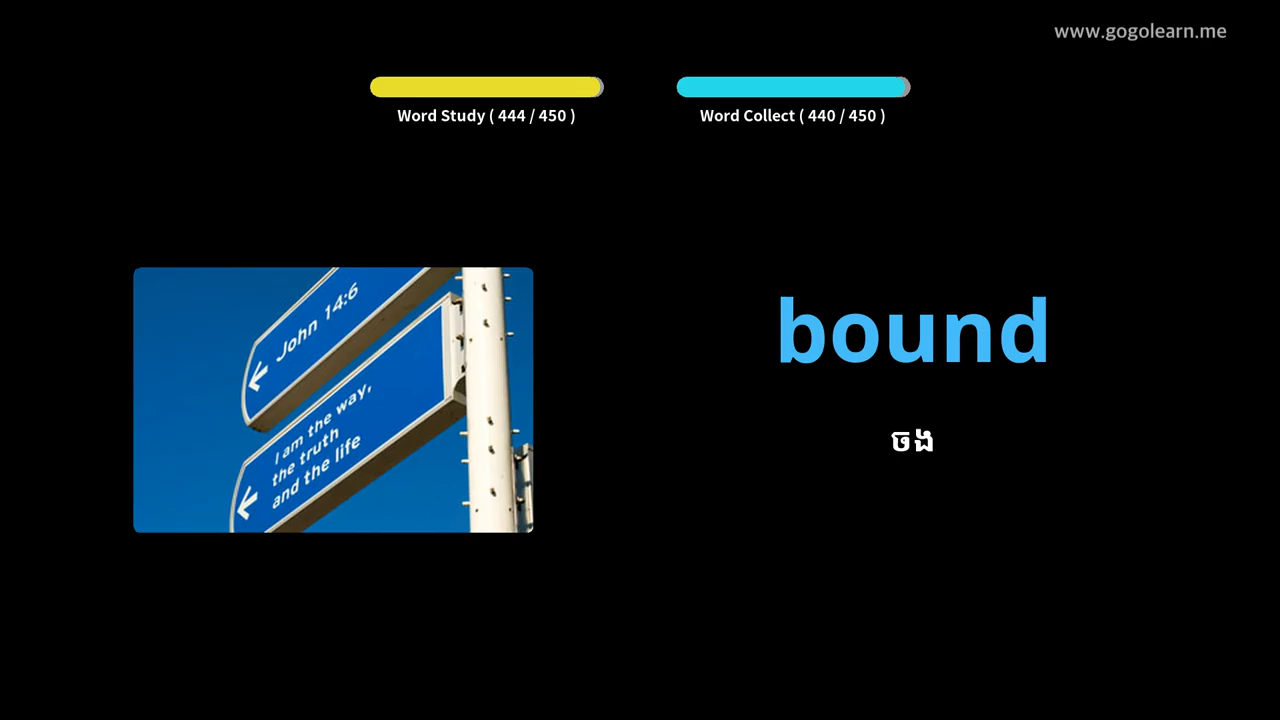 www.gogolearn.me
Word Study ( 444 / 450 )
Word Collect ( 440 / 450 )
John 14:6
I am the way,
the truth
and the life
bound
ចង